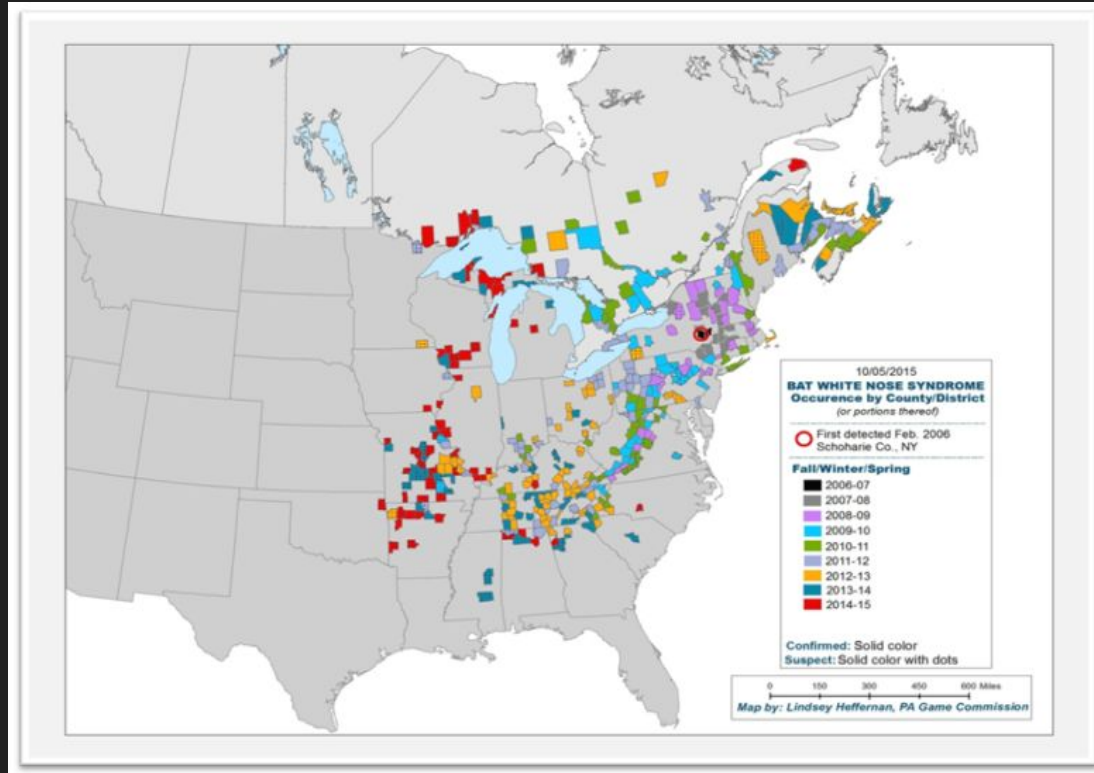 10/05/2015
BAT WHITE NOSE SYNDROME
Occurence by County/District
(or portions thereof)
First detected Feb. 2006
Schoharie Co., NY
Fall/Winter/Spring
2006-07
2007-08
2008-09
2009-10
2010-11
2011-12
2012-13
2013-14
2014-15
Confirmed: Solid color
Suspect: Solid color with dots
0 150 300 450 600 Miles
Map by: Lindsey Heffernan, PA Game Commission